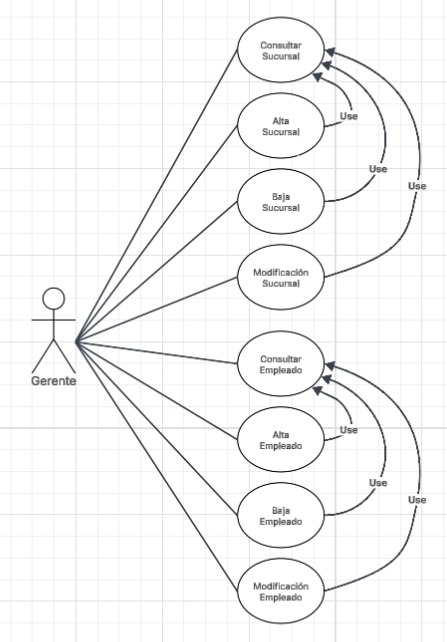 Consultar
Sucursal
Alta
Sucursal
Use
Baja
Sucursal
Use
Use
Modificación
Sucursal
Gerente
Consultar
Empleado
Alta
Empleado
Use
Baja
Empleado
Use
Use
Modificación
Empleado